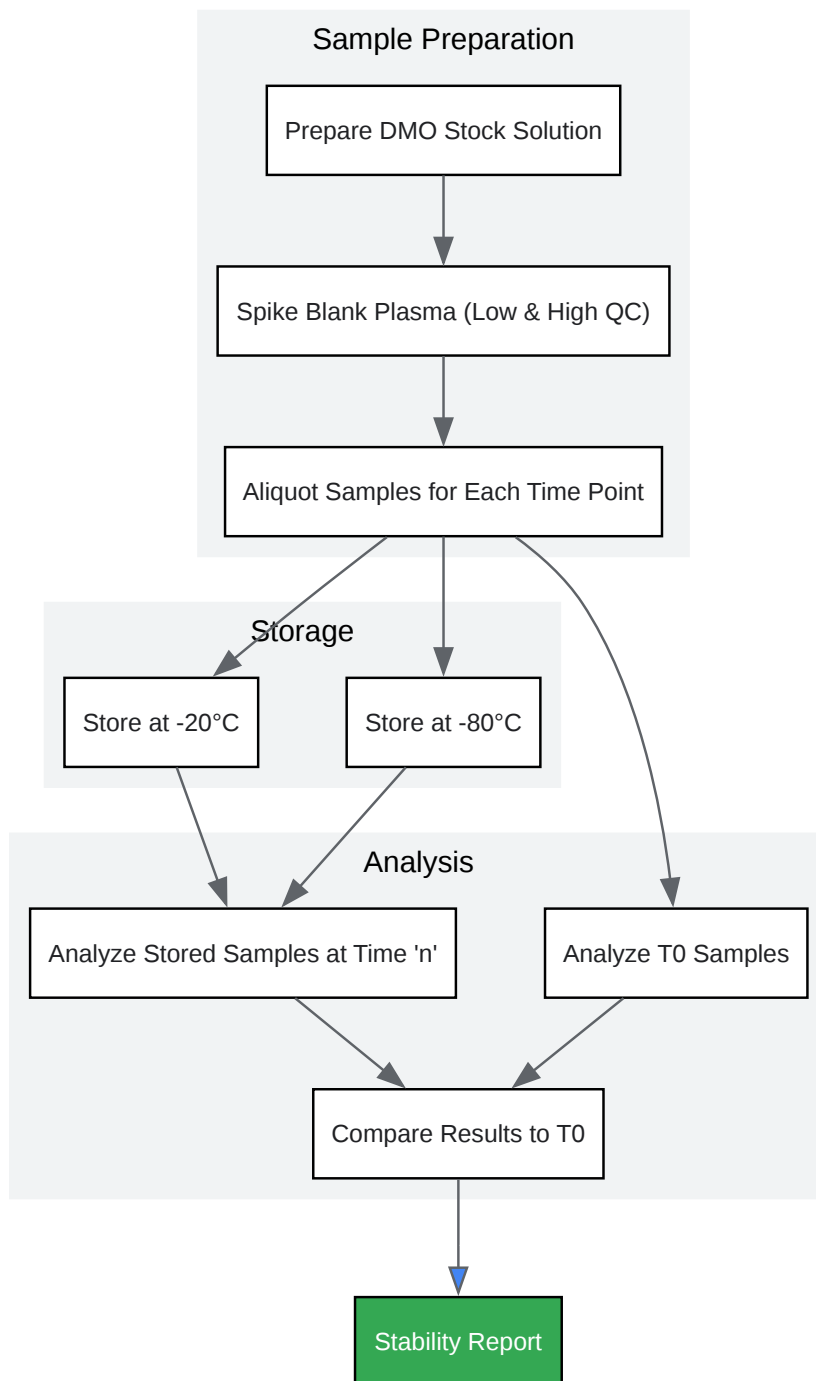 Sample Preparation
Prepare DMO Stock Solution
Spike Blank Plasma (Low & High QC)
Aliquot Samples for Each Time Point
Storage
Store at -20°C
Store at -80°C
Analysis
Analyze Stored Samples at Time 'n'
Analyze T0 Samples
Compare Results to T0
Stability Report